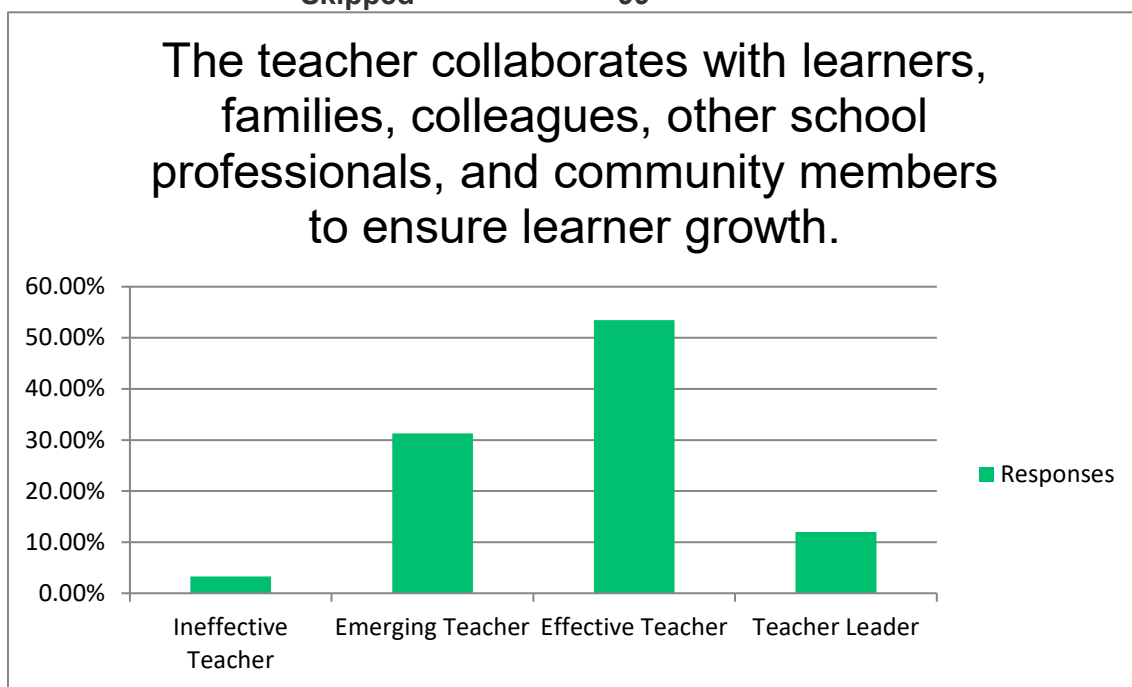 Skipped
The teacher collaborates with learners,
families, colleagues, other school
professionals, and community members
to ensure learner growth.
60.00%
50.00%
40.00%
30.00%
20.00%
10.00%
0.00%
Ineffective
Teacher
Emerging Teacher
Effective Teacher
Teacher Leader
Responses